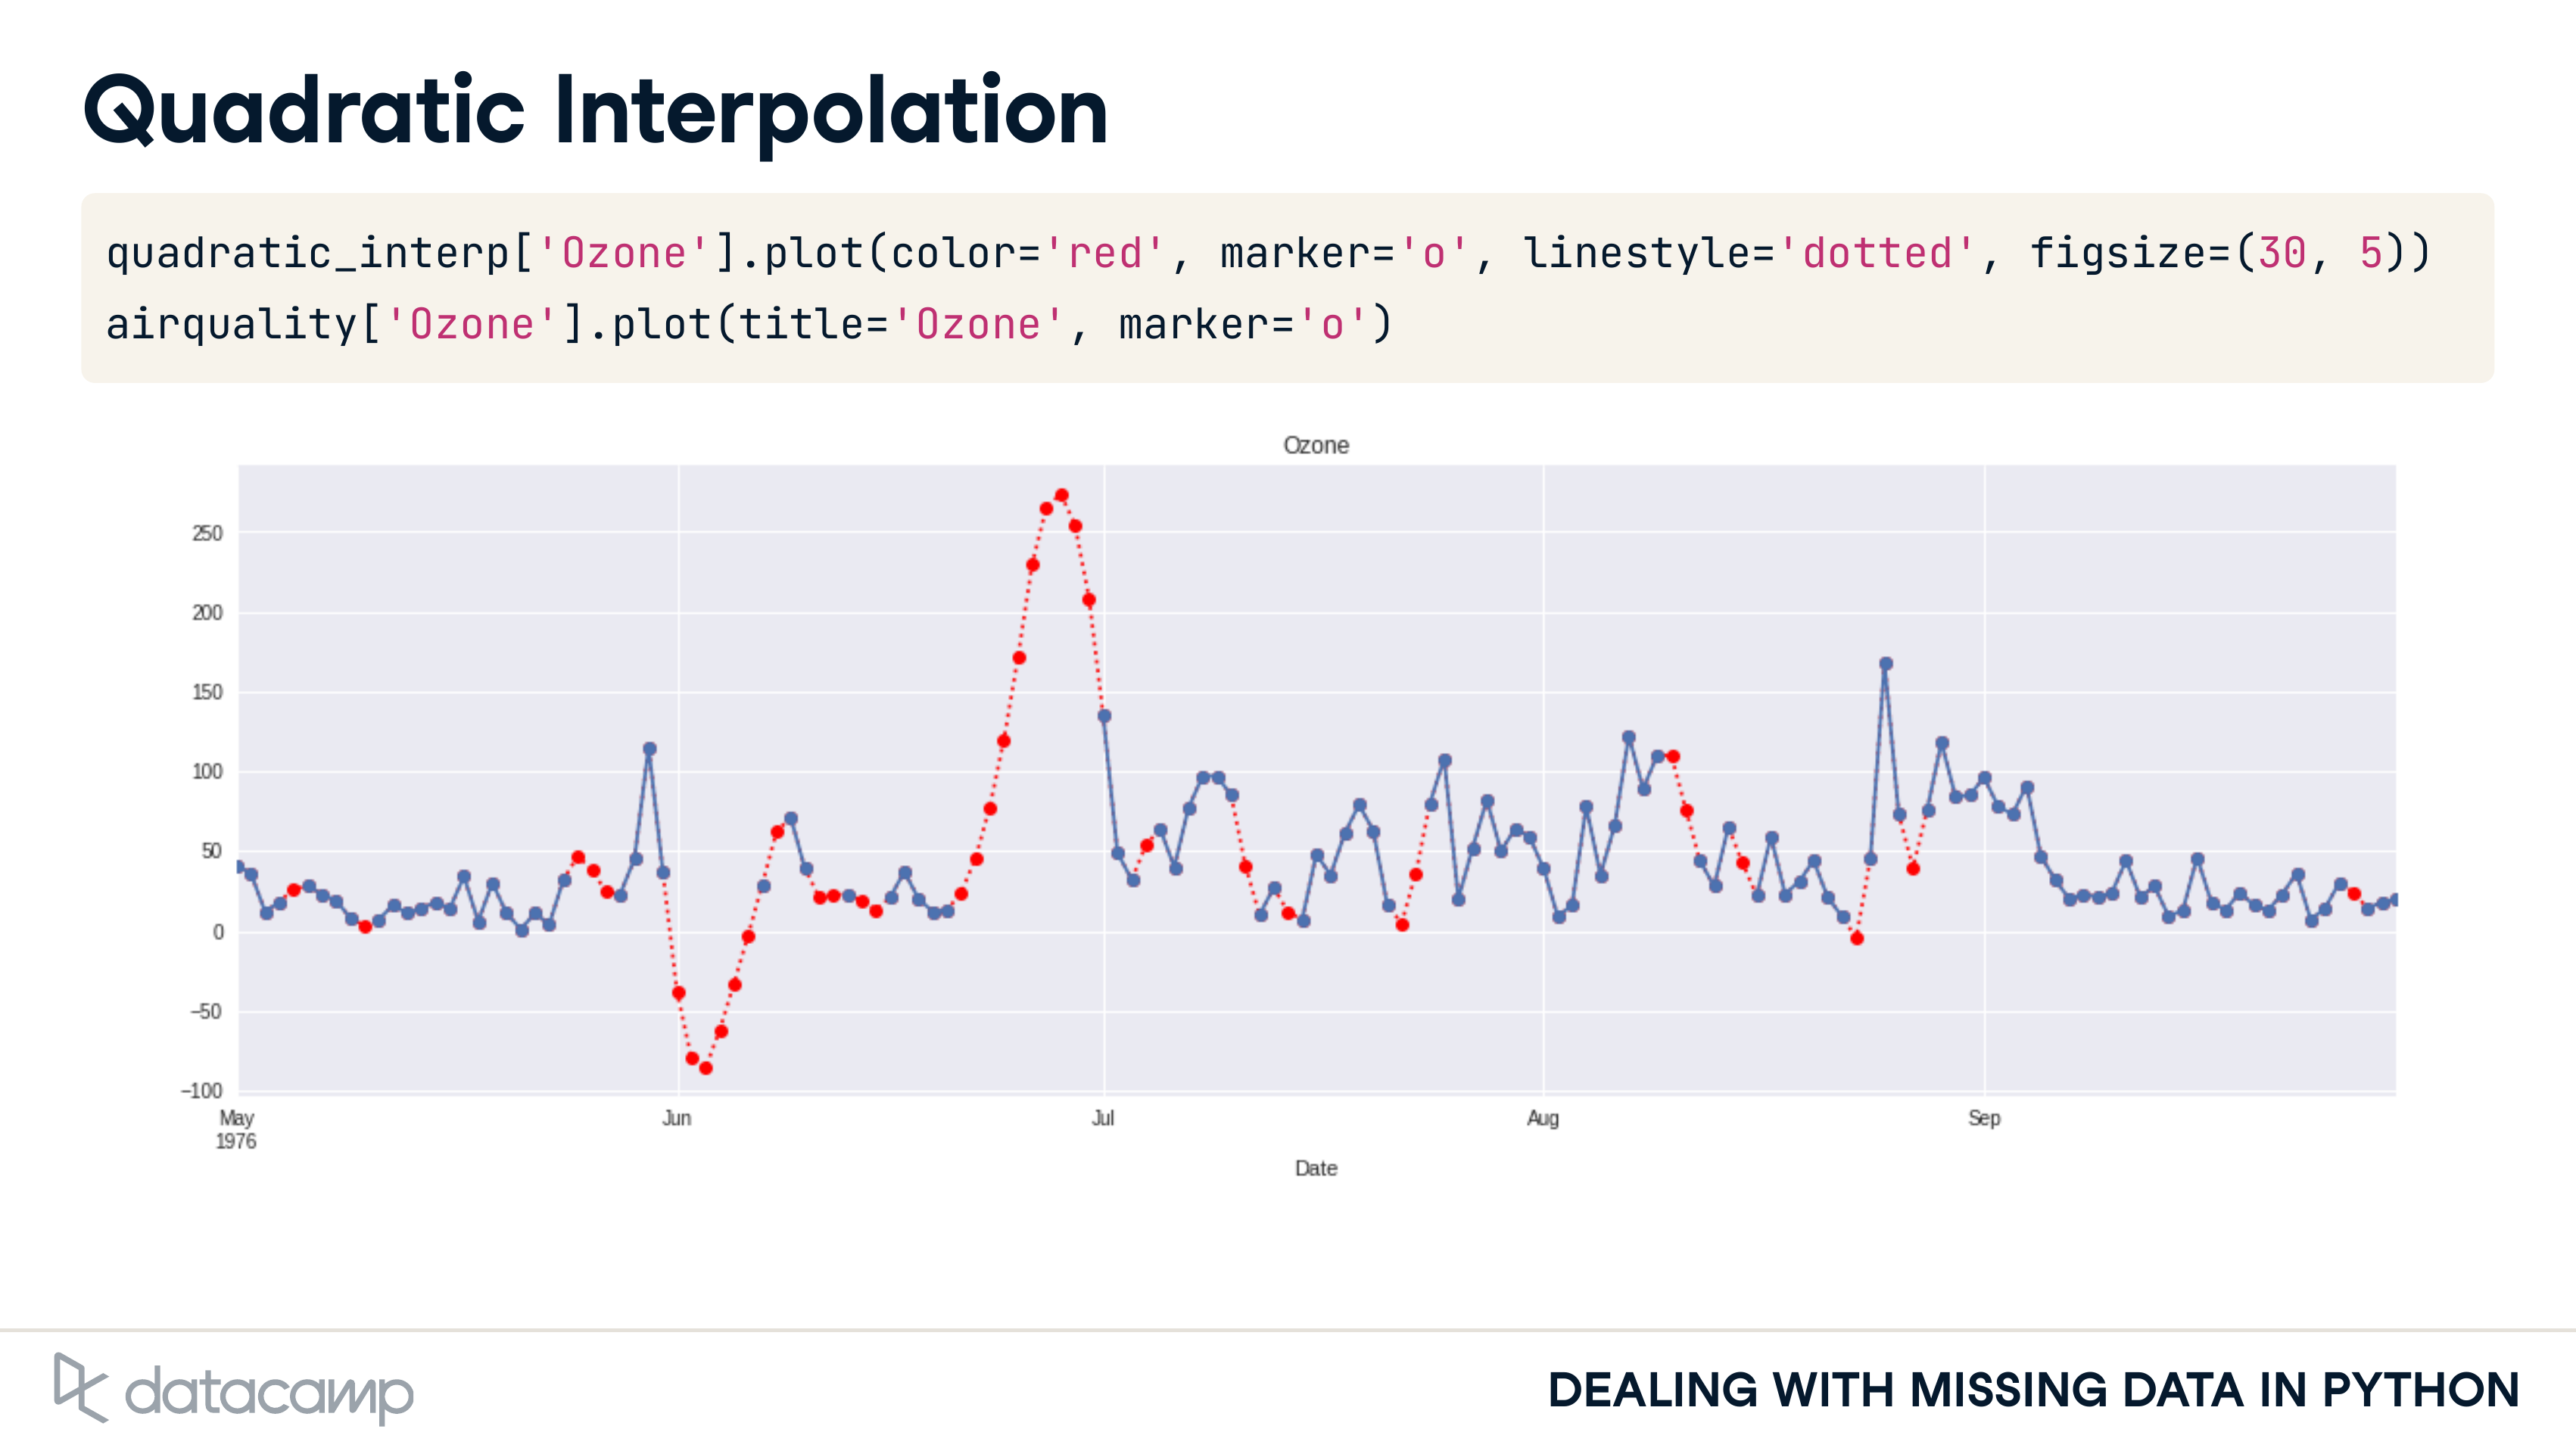 Quadratic Interpolation
quadratic_interp['Ozone'].plot(color='red', marker='o', linestyle='dotted', figsize=(30, 5))
airquality['Ozone'].plot(title='Ozone', marker='o')
Ozone
250
200
150
100
50
0
−50
−100
May Jun Jul Aug Sep
1976
Date
datacamp
DEALING WITH MISSING DATA IN PYTHON